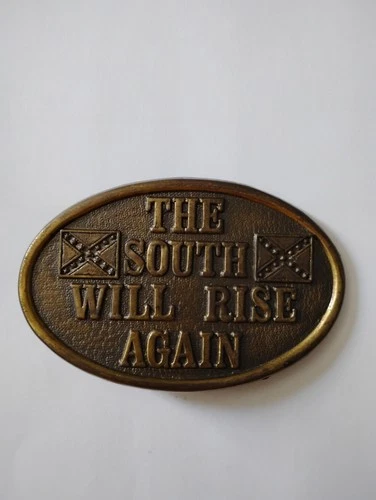 THE
SOUTH
WILL RISE
AGAIN